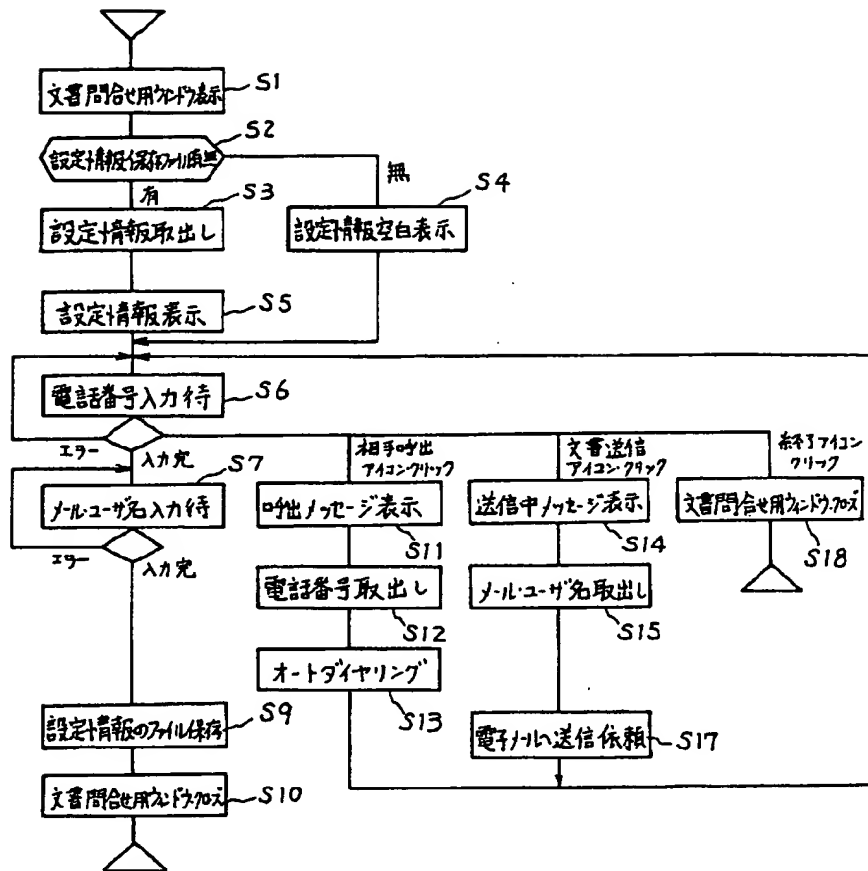 文書問合せ用ウィンドウ表示
S1
S2
設定情報保存ファイル有無
有
無
S3
S4
設定情報取出し
設定情報空白表示
設定情報表示
S5
電話番号入力待
S6
エラー
入力完
相手呼出
アイコンクリック
文書送信
アイコン・クリック
終了アイコン
クリック
S7
メール・ユーザ名入力待
呼出メッセージ表示
送信中メッセージ表示
文書問合せ用ウィンドウ・クローズ
S11
S14
S18
エラー
入力完
電話番号取出し
メール・ユーザ名取出し
S12
S15
オートダイヤリング
S13
設定情報のファイル保存
S9
電子メールへ送信依頼
S17
文書問合せ用ウィンドウ・クローズ
S10